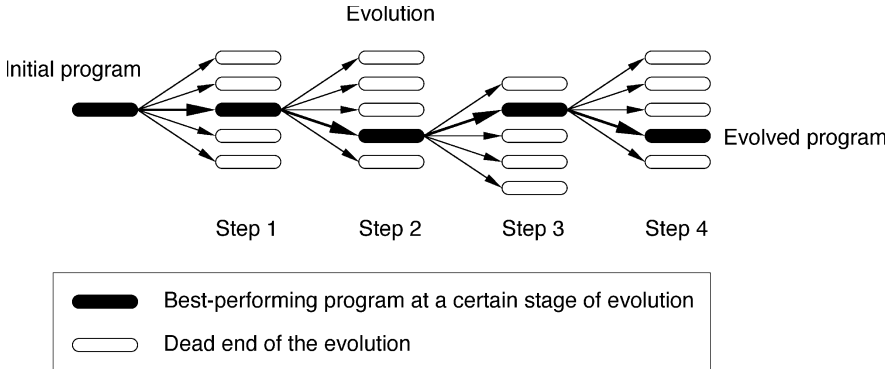 Evolution
Initial program
Evolved program
Step 1 Step 2 Step 3 Step 4
Best-performing program at a certain stage of evolution
Dead end of the evolution